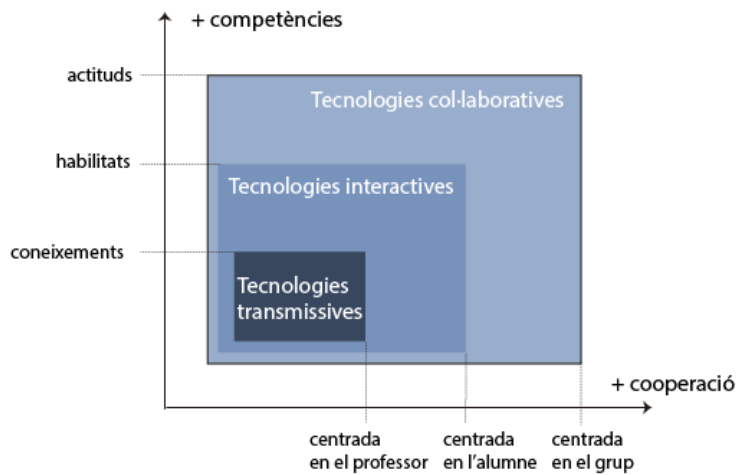 + competències
actituds
Tecnologies col·laboratives
habilitats
Tecnologies interactives
coneixements
Tecnologies
transmissives
+ cooperació
centrada
en el professor
centrada
en l'alumne
centrada
en el grup